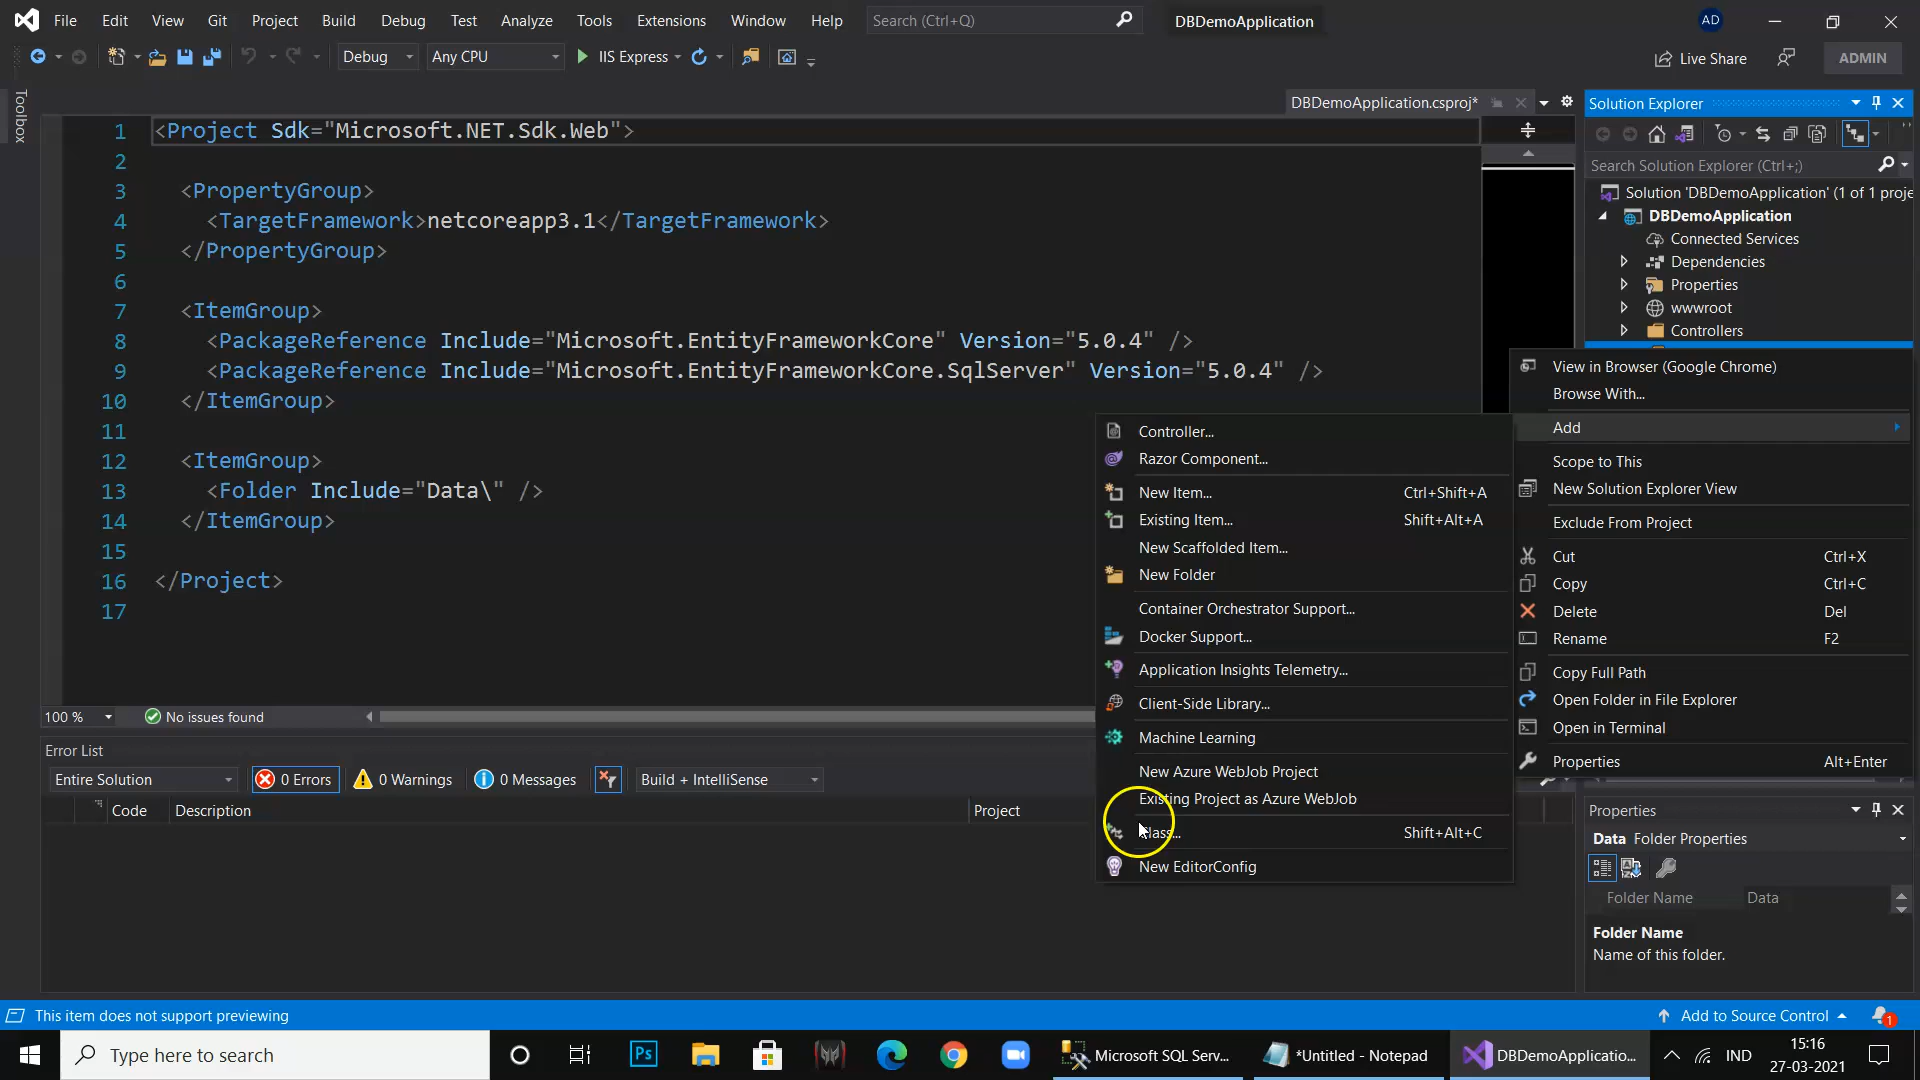 File Edit View Git Project Build Debug Test Analyze Tools Extensions Window Help Search (Ctrl+Q) DBDemoApplication AD
Debug Any CPU IIS Express Live Share ADMIN
Toolbox
DBDemoApplication.csproj*
1 <Project Sdk="Microsoft.NET.Sdk.Web">
2
3 <PropertyGroup>
4 <TargetFramework>netcoreapp3.1</TargetFramework>
5 </PropertyGroup>
6
7 <ItemGroup>
8 <PackageReference Include="Microsoft.EntityFrameworkCore" Version="5.0.4" />
9 <PackageReference Include="Microsoft.EntityFrameworkCore.SqlServer" Version="5.0.4" />
10 </ItemGroup>
11
12 <ItemGroup>
13 <Folder Include="Data\" />
14 </ItemGroup>
15
16 </Project>
17
100 % No issues found
Solution Explorer
Search Solution Explorer (Ctrl+;)
Solution 'DBDemoApplication' (1 of 1 proje
DBDemoApplication
Connected Services
Dependencies
Properties
wwwroot
Controllers
View in Browser (Google Chrome)
Browse With...
Add
Scope to This
New Solution Explorer View
Exclude From Project
Cut Ctrl+X
Copy Ctrl+C
Delete Del
Rename F2
Copy Full Path
Open Folder in File Explorer
Open in Terminal
Properties Alt+Enter
Controller...
Razor Component...
New Item... Ctrl+Shift+A
Existing Item... Shift+Alt+A
New Scaffolded Item...
New Folder
Container Orchestrator Support...
Docker Support...
Application Insights Telemetry...
Client-Side Library...
Machine Learning
New Azure WebJob Project
Existing Project as Azure WebJob
Class... Shift+Alt+C
New EditorConfig
Error List
Entire Solution 0 Errors 0 Warnings 0 Messages Build + IntelliSense
Code Description Project
Properties
Data Folder Properties
Folder Name Data
Folder Name
Name of this folder.
This item does not support previewing Add to Source Control 1
Type here to search Ps Microsoft SQL Serv... *Untitled - Notepad DBDemoApplicatio... IND 15:16
27-03-2021